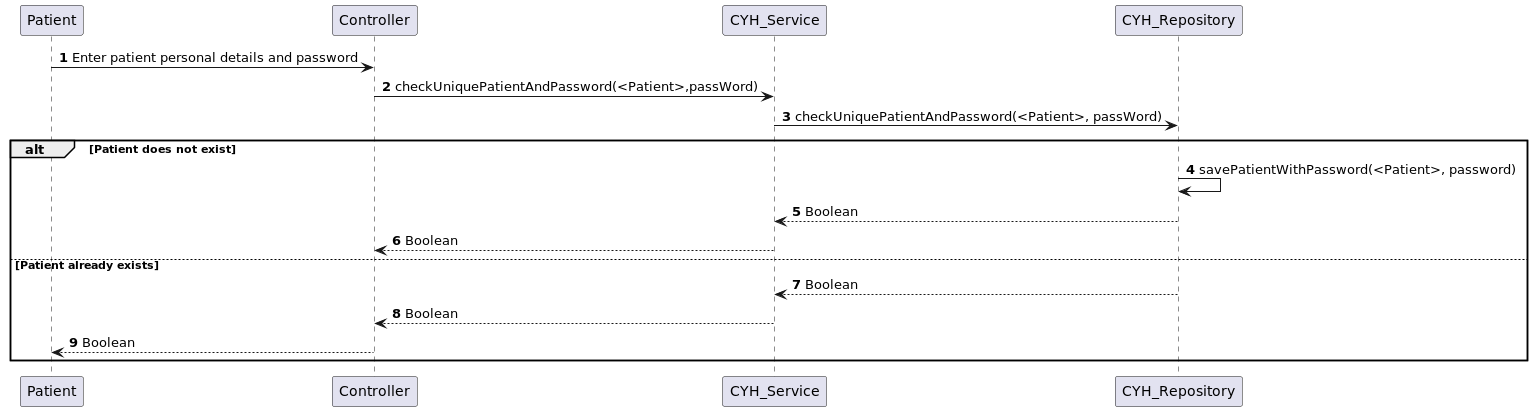 Patient Controller CYH_Service CYH_Repository
1 Enter patient personal details and password
2 checkUniquePatientAndPassword(<Patient>,passWord)
3 checkUniquePatientAndPassword(<Patient>, passWord)
alt [Patient does not exist]
4 savePatientWithPassword(<Patient>, password)
5 Boolean
6 Boolean
[Patient already exists]
7 Boolean
8 Boolean
9 Boolean
Patient Controller CYH_Service CYH_Repository